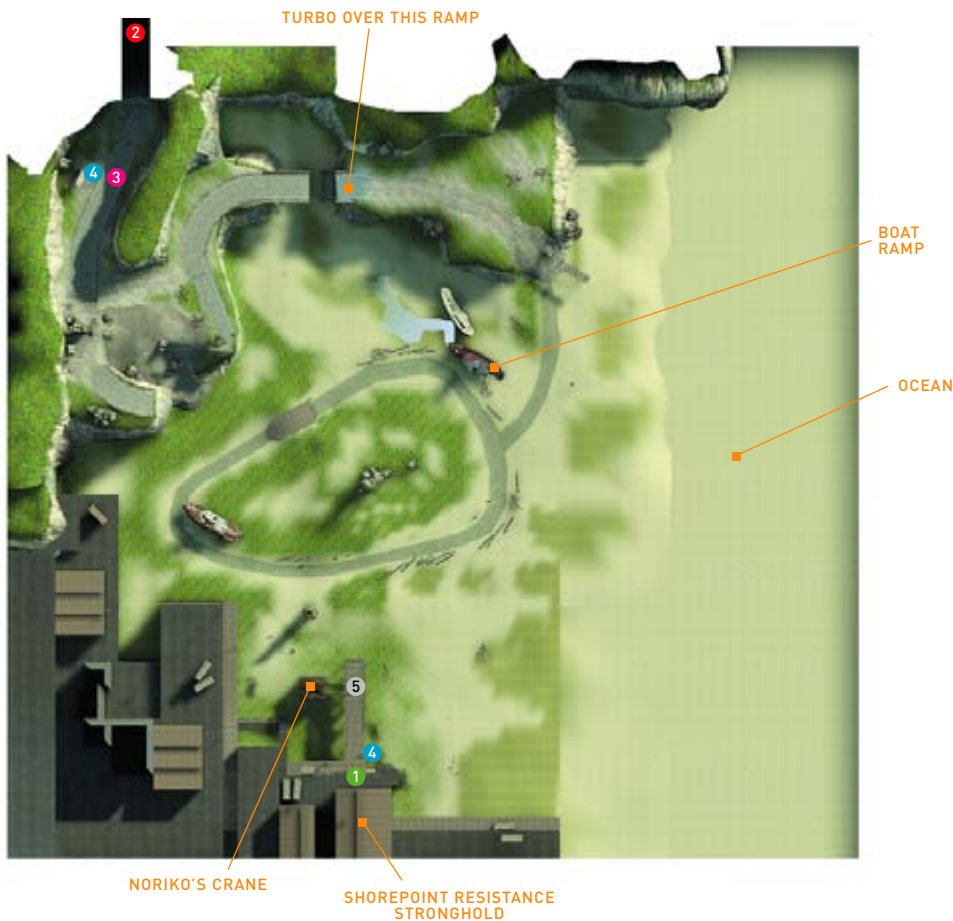 TURBO OVER THIS RAMP
2
4
3
BOAT
RAMP
OCEAN
5
4
1
NORIKO'S CRANE
SHOREPOINT RESISTANCE
STRONGHOLD